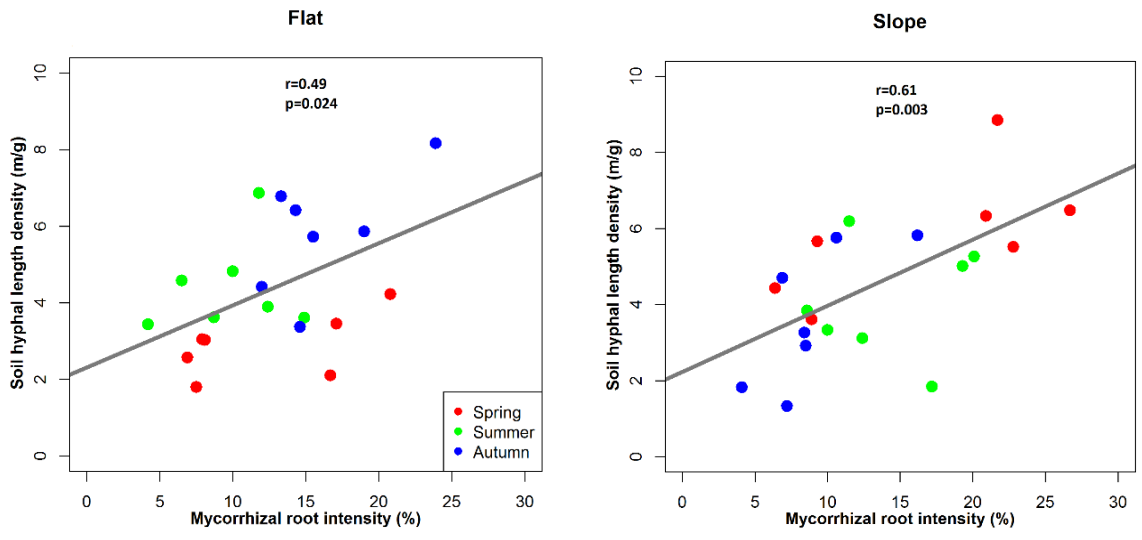 Flat
r=0.49
p=0.024
Soil hyphal length density (m/g)
10
8
6
4
2
0
Spring
Summer
Autumn
0 5 10 15 20 25 30
Mycorrhizal root intensity (%)
Slope
r=0.61
p=0.003
Soil hyphal length density (m/g)
10
8
6
4
2
0
0 5 10 15 20 25 30
Mycorrhizal root intensity (%)